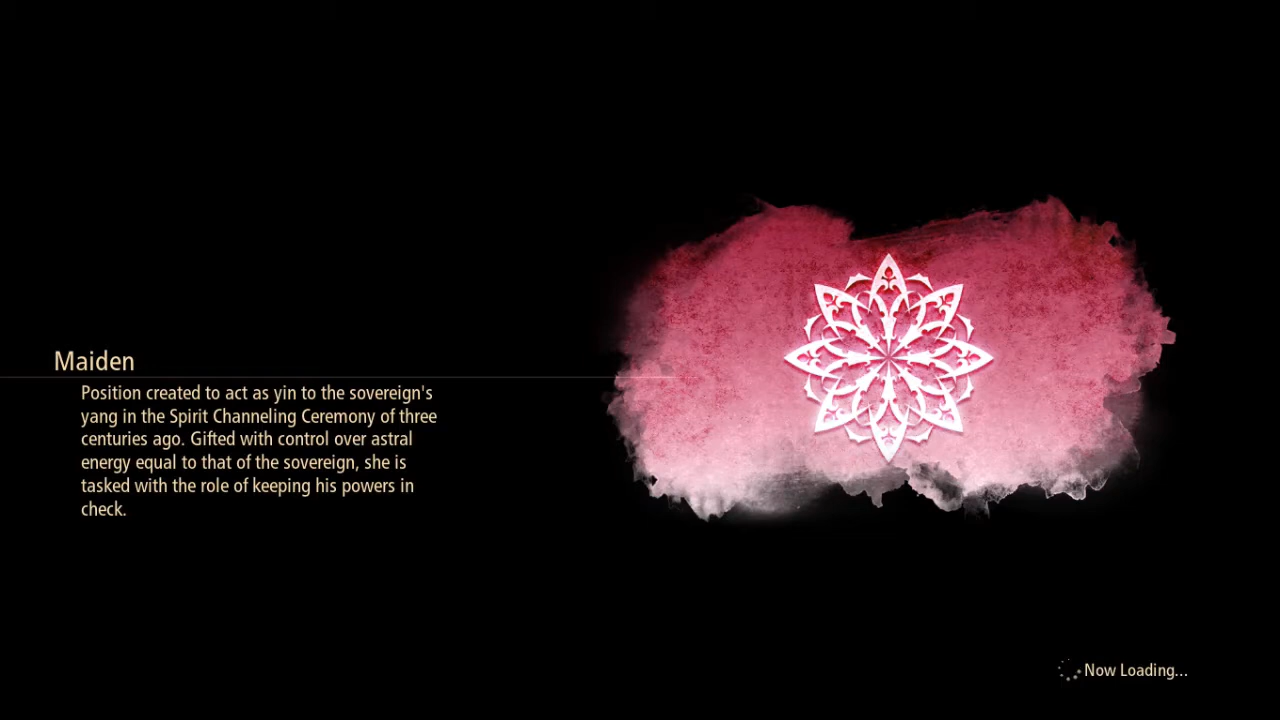 Maiden
Position created to act as yin to the sovereign's
yang in the Spirit Channeling Ceremony of three
centuries ago. Gifted with control over astral
energy equal to that of the sovereign, she is
tasked with the role of keeping his powers in
check.
Now Loading...